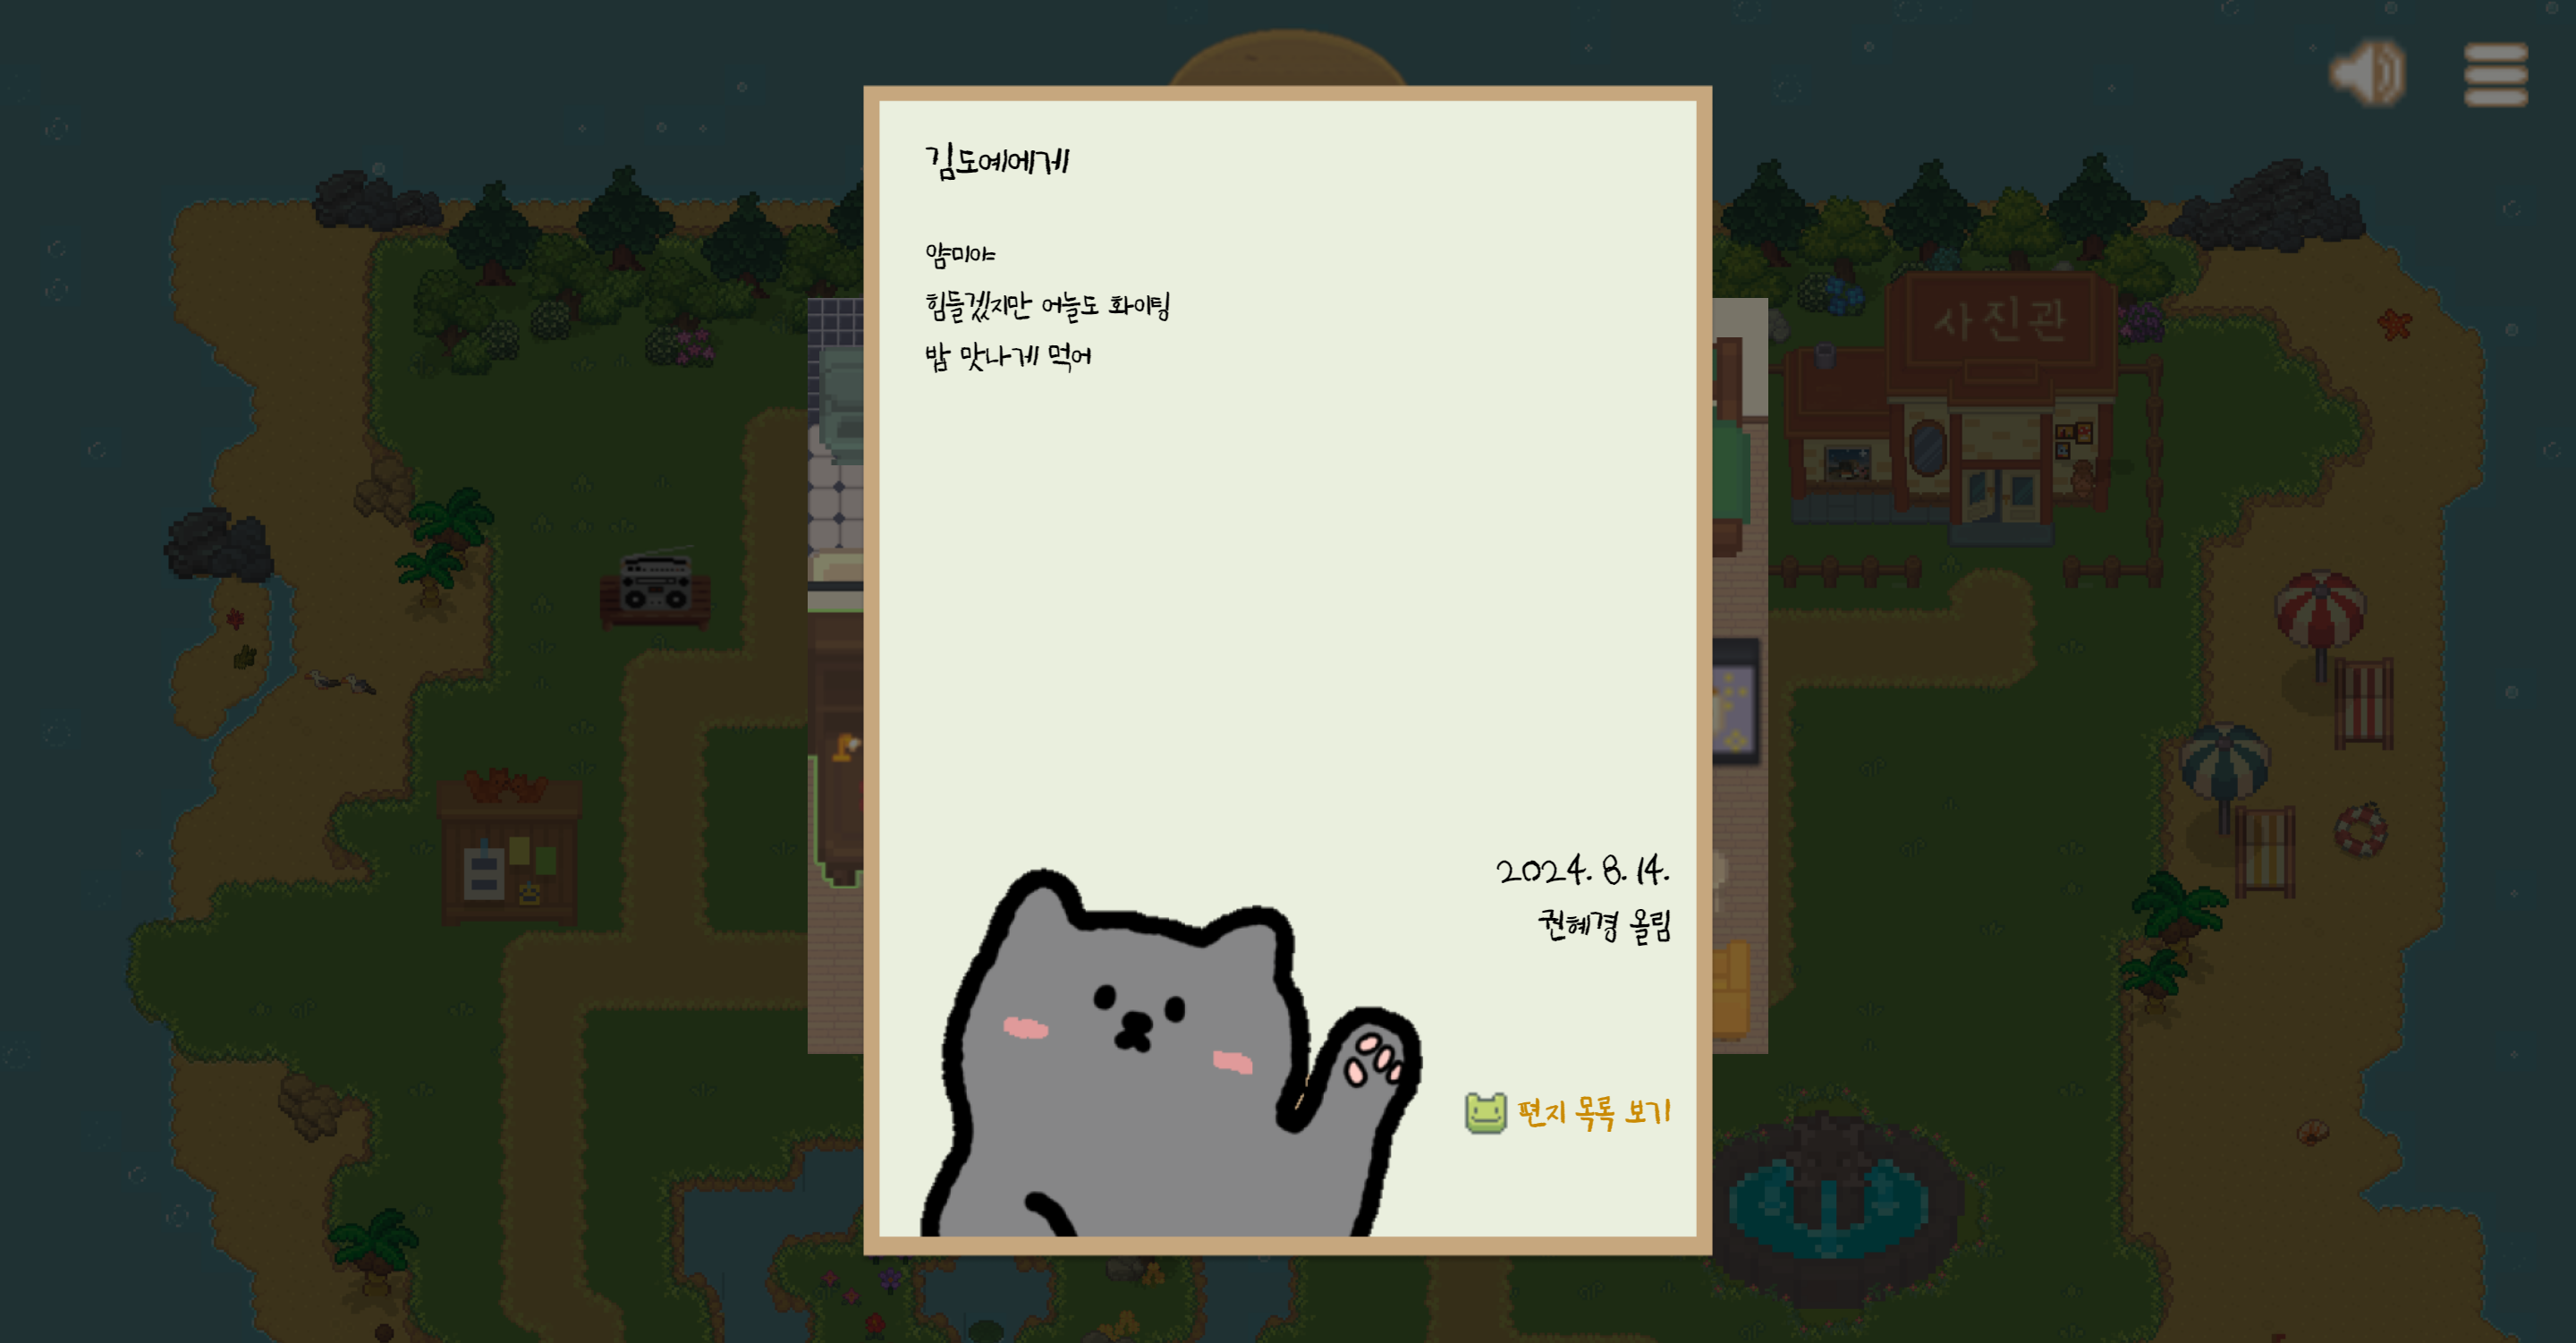 김도예에게
얌미야
힘들겠지만 어늘도 화이팅
밥 맛나게 먹어
사진관
2024. 8. 14.
권혜경 올림
편지 목록 보기